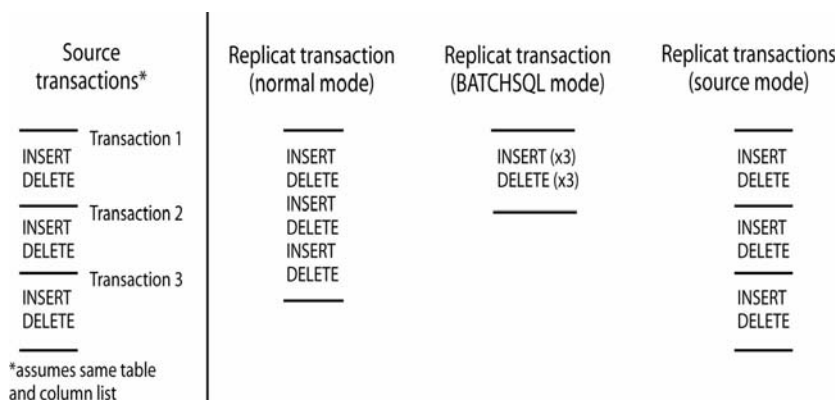 Source
transactions*
Transaction 1
INSERT
DELETE
Transaction 2
INSERT
DELETE
Transaction 3
INSERT
DELETE
*assumes same table
and column list
Replicat transaction
(normal mode)
INSERT
DELETE
INSERT
DELETE
INSERT
DELETE
Replicat transaction
(BATCHSQL mode)
INSERT (x3)
DELETE (x3)
Replicat transactions
(source mode)
INSERT
DELETE
INSERT
DELETE
INSERT
DELETE